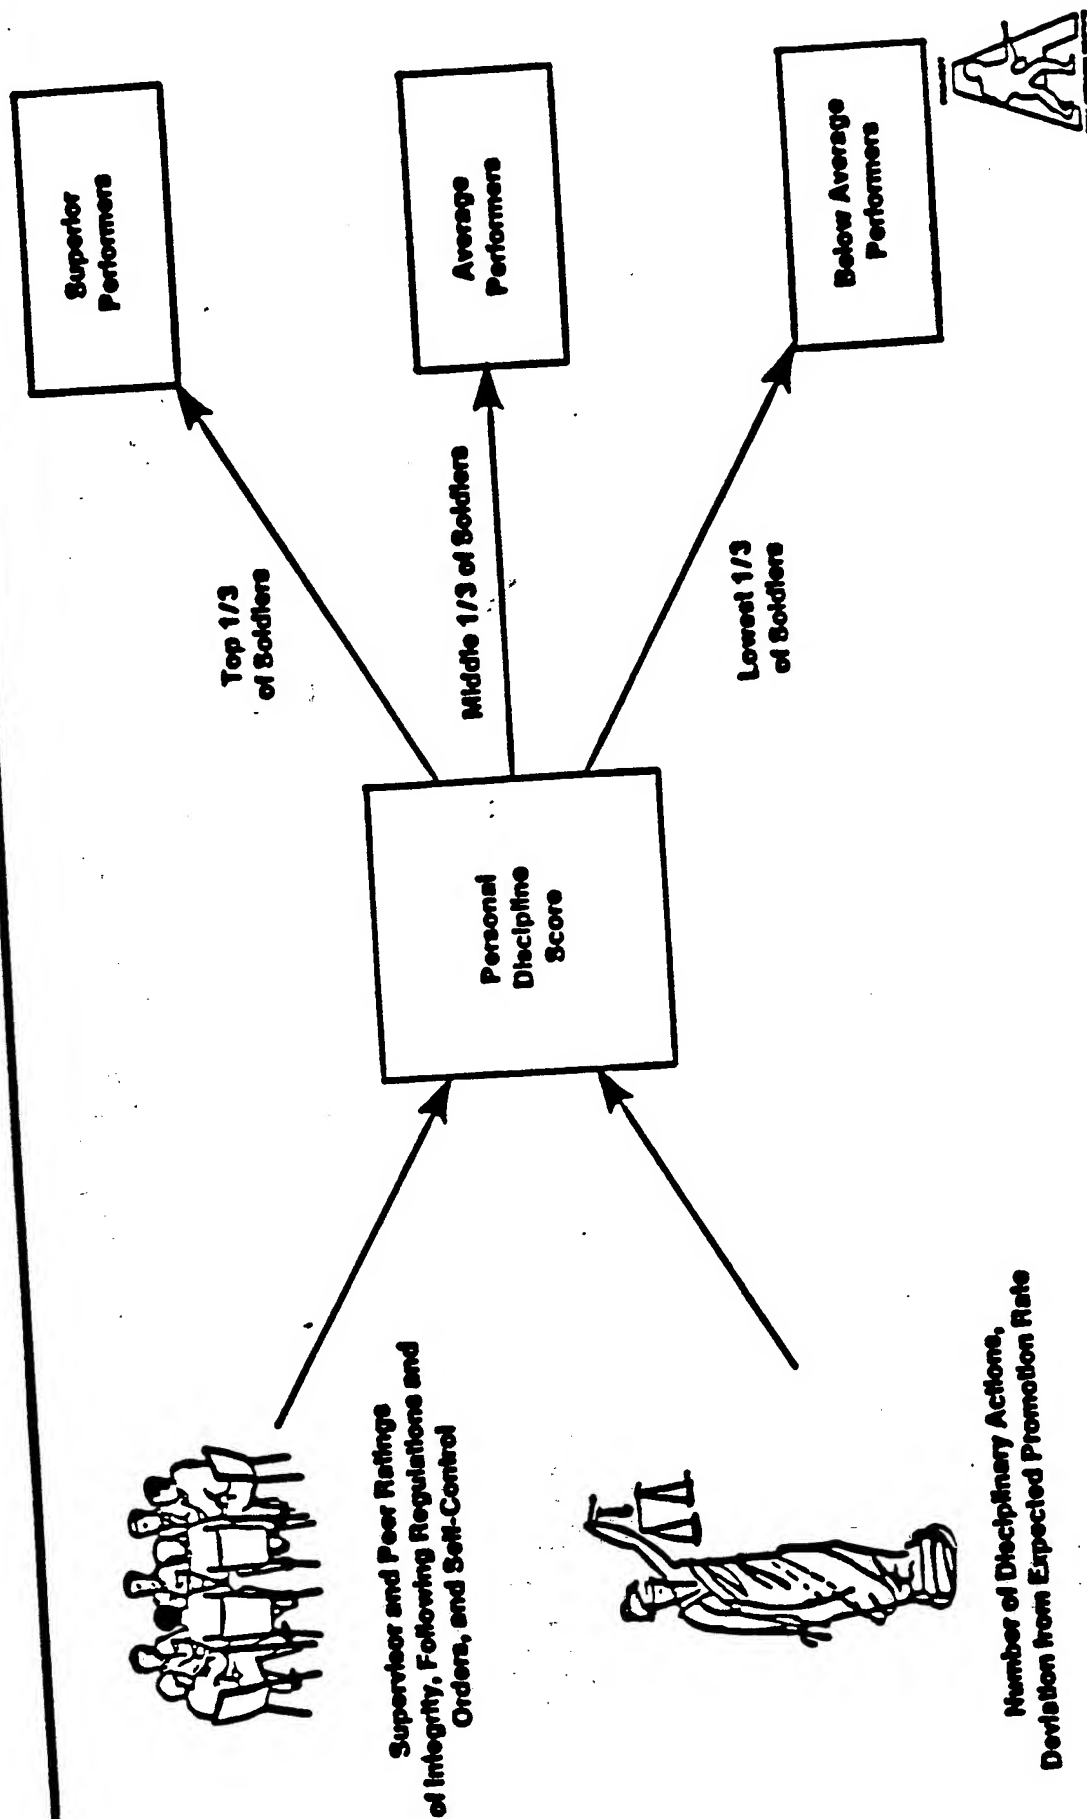 Supervisor and Peer Ratings
of Integrity, Following Regulations and
Orders, and Self-Control
Number of Disciplinary Actions,
Deviation from Expected Promotion Rate
Personal
Discipline
Score
Top 1/3
of Soldiers
Middle 1/3 of Soldiers
Lowest 1/3
of Soldiers
Superior
Performers
Average
Performers
Below Average
Performers